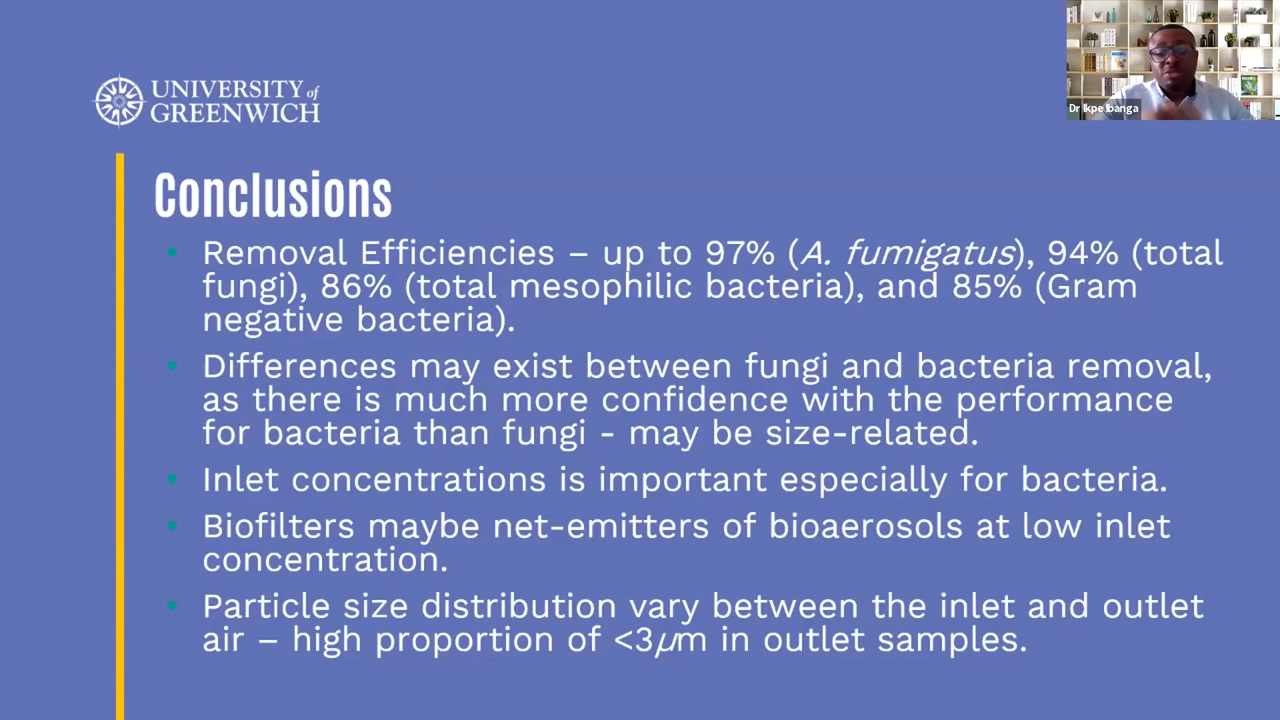 UNIVERSITY of
GREENWICH
Dr Ikpe Ibanga
Conclusions
• Removal Efficiencies – up to 97% (A. fumigatus), 94% (total
fungi), 86% (total mesophilic bacteria), and 85% (Gram
negative bacteria).
• Differences may exist between fungi and bacteria removal,
as there is much more confidence with the performance
for bacteria than fungi - may be size-related.
• Inlet concentrations is important especially for bacteria.
• Biofilters maybe net-emitters of bioaerosols at low inlet
concentration.
• Particle size distribution vary between the inlet and outlet
air – high proportion of <3µm in outlet samples.